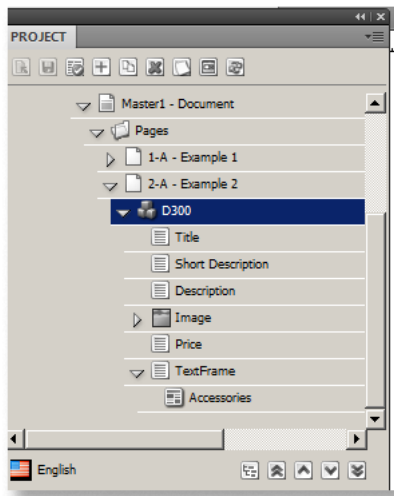 PROJECT
Master1 - Document
Pages
1-A - Example 1
2-A - Example 2
D300
Title
Short Description
Description
Image
Price
TextFrame
Accessories
English